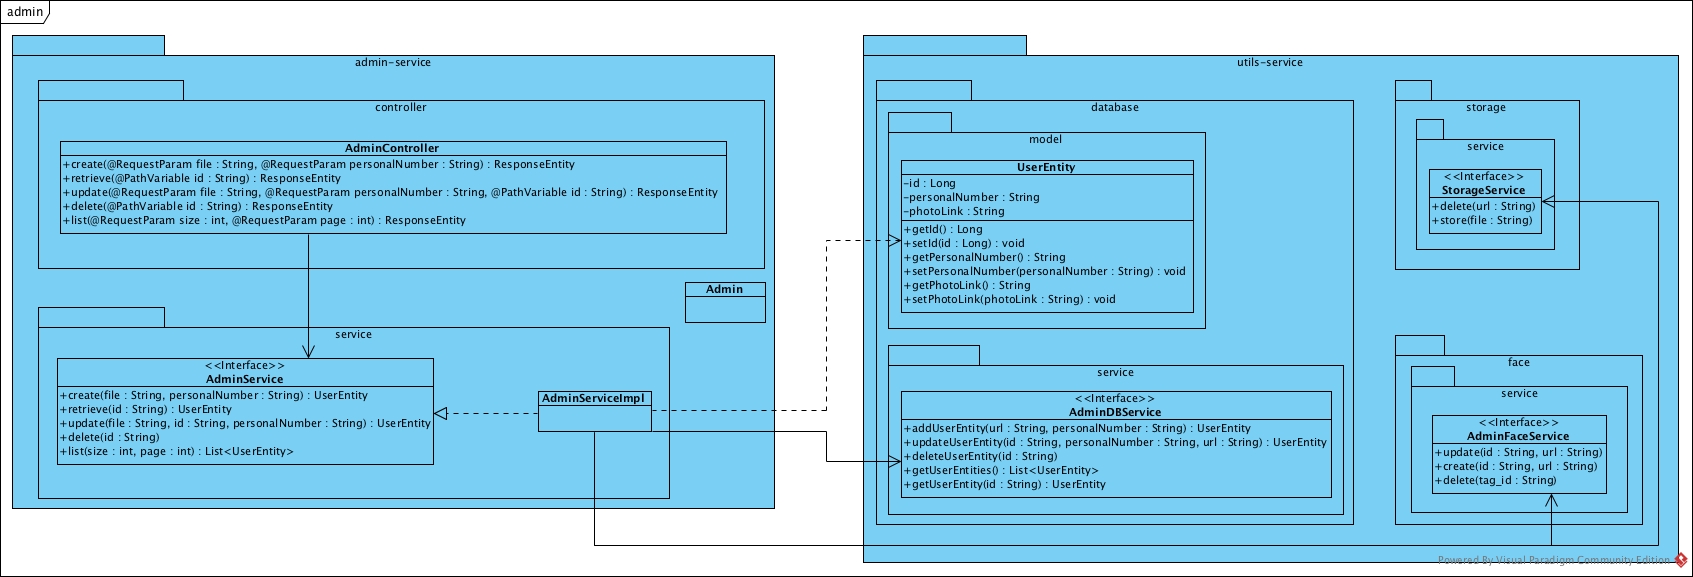 admin
admin-service
controller
AdminController
+create(@RequestParam file : String, @RequestParam personalNumber : String) : ResponseEntity
+retrieve(@PathVariable id : String) : ResponseEntity
+update(@RequestParam file : String, @RequestParam personalNumber : String, @PathVariable id : String) : ResponseEntity
+delete(@PathVariable id : String) : ResponseEntity
+list(@RequestParam size : int, @RequestParam page : int) : ResponseEntity
Admin
service
<<Interface>>
AdminService
+create(file : String, personalNumber : String) : UserEntity
+retrieve(id : String) : UserEntity
+update(file : String, id : String, personalNumber : String) : UserEntity
+delete(id : String)
+list(size : int, page : int) : List<UserEntity>
AdminServiceImpl
utils-service
database
model
UserEntity
-id : Long
-personalNumber : String
-photoLink : String
+getId() : Long
+setId(id : Long) : void
+getPersonalNumber() : String
+setPersonalNumber(personalNumber : String) : void
+getPhotoLink() : String
+setPhotoLink(photoLink : String) : void
service
<<Interface>>
AdminDBService
+addUserEntity(url : String, personalNumber : String) : UserEntity
+updateUserEntity(id : String, personalNumber : String, url : String) : UserEntity
+deleteUserEntity(id : String)
+getUserEntities() : List<UserEntity>
+getUserEntity(id : String) : UserEntity
storage
service
<<Interface>>
StorageService
+delete(url : String)
+store(file : String)
face
service
<<Interface>>
AdminFaceService
+update(id : String, url : String)
+create(id : String, url : String)
+delete(tag_id : String)
Powered By Visual Paradigm Community Edition